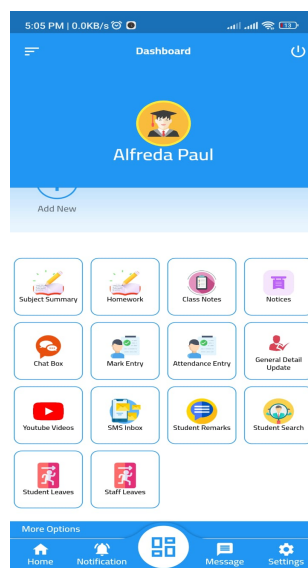 5:05 PM | 0.0KB/s
13
Dashboard
Alfreda Paul
Add New
Subject Summary
Homework
Class Notes
Notices
Chat Box
Mark Entry
Attendance Entry
General Detail
Update
Youtube Videos
SMS Inbox
Student Remarks
Student Search
Student Leaves
Staff Leaves
More Options
Home
Notification
Message
Settings